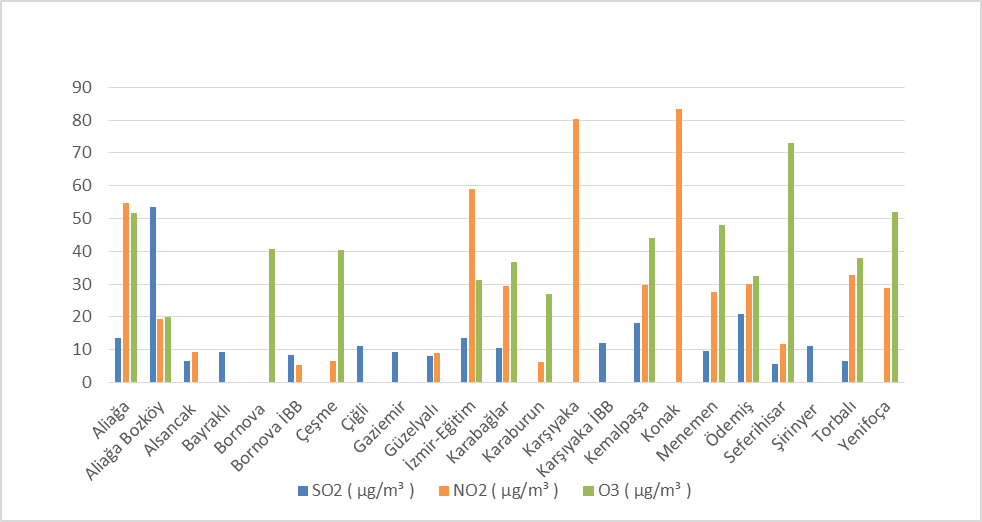 90
80
70
60
50
40
30
20
10
0
Aliağa
Aliağa Bozköy
Alsancak
Bayraklı
Bornova
Bornova İBB
Çeşme
Çiğli
Gaziemir
Güzelyalı
İzmir-Eğitim
Karabağlar
Karaburun
Karşıyaka
Karşıyaka İBB
Kemalpaşa
Konak
Menemen
Ödemiş
Seferihisar
Şirinyer
Torbalı
Yenifoça
SO2 ( µg/m³ ) NO2 ( µg/m³ ) O3 ( µg/m³ )